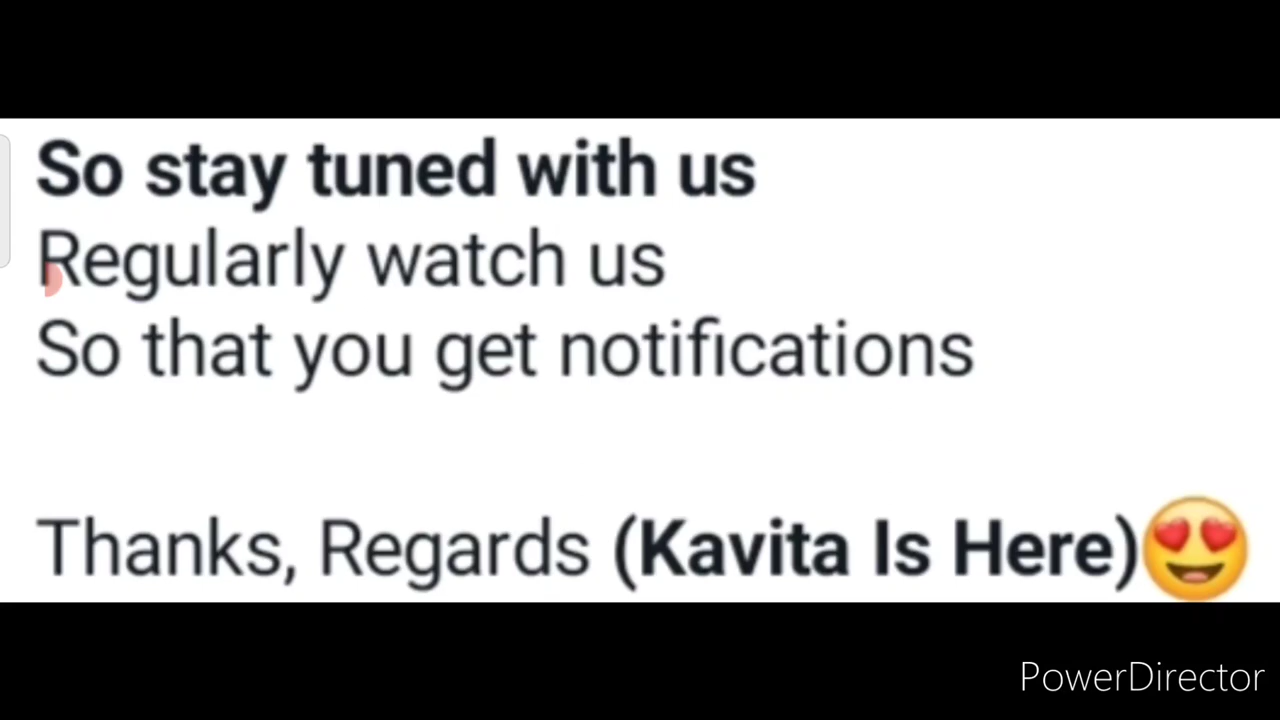 So stay tuned with us
Regularly watch us
So that you get notifications
Thanks, Regards (Kavita Is Here)😍
PowerDirector